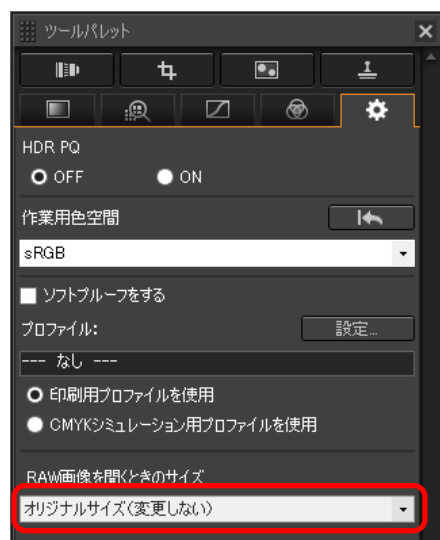 ツールパレット
HDR PQ
OFF ON
作業用色空間
sRGB
ソフトプルーフをする
プロファイル: 設定...
--- なし ---
印刷用プロファイルを使用
CMYKシミュレーション用プロファイルを使用
RAW画像を開くときのサイズ
オリジナルサイズ(変更しない)